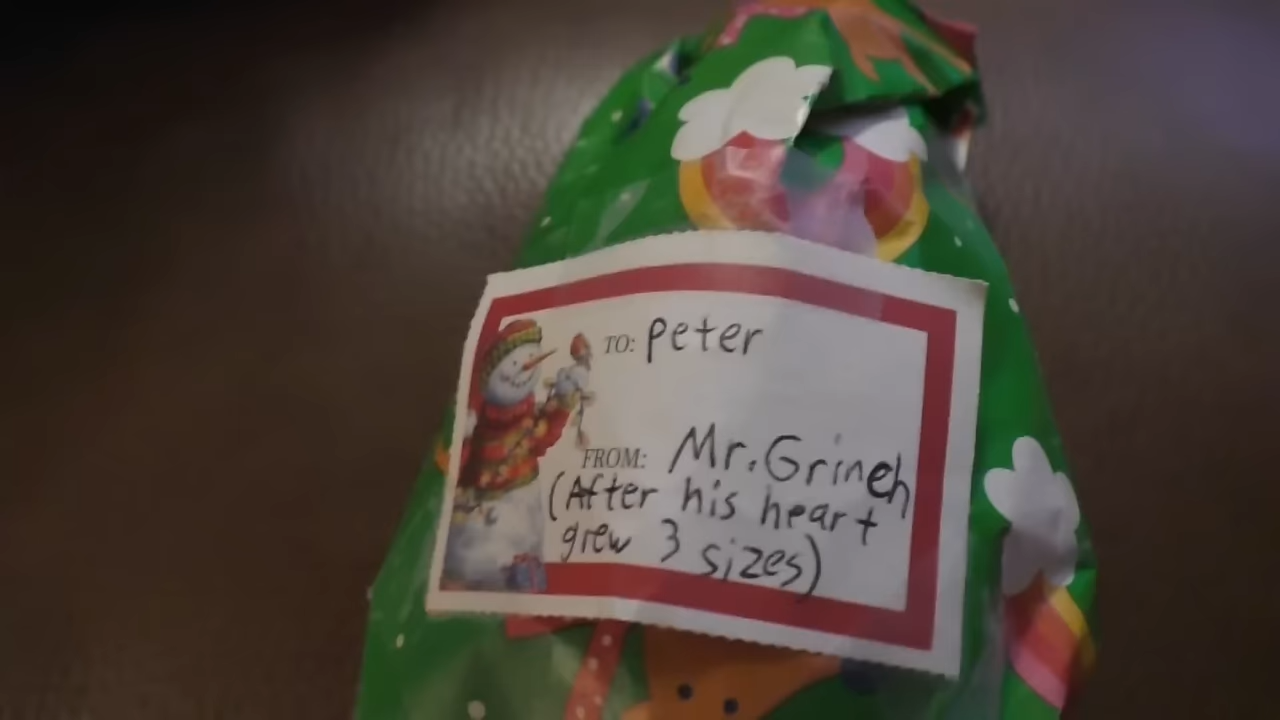 TO: Peter
FROM: Mr. Grinch
(After his heart
grew 3 sizes)